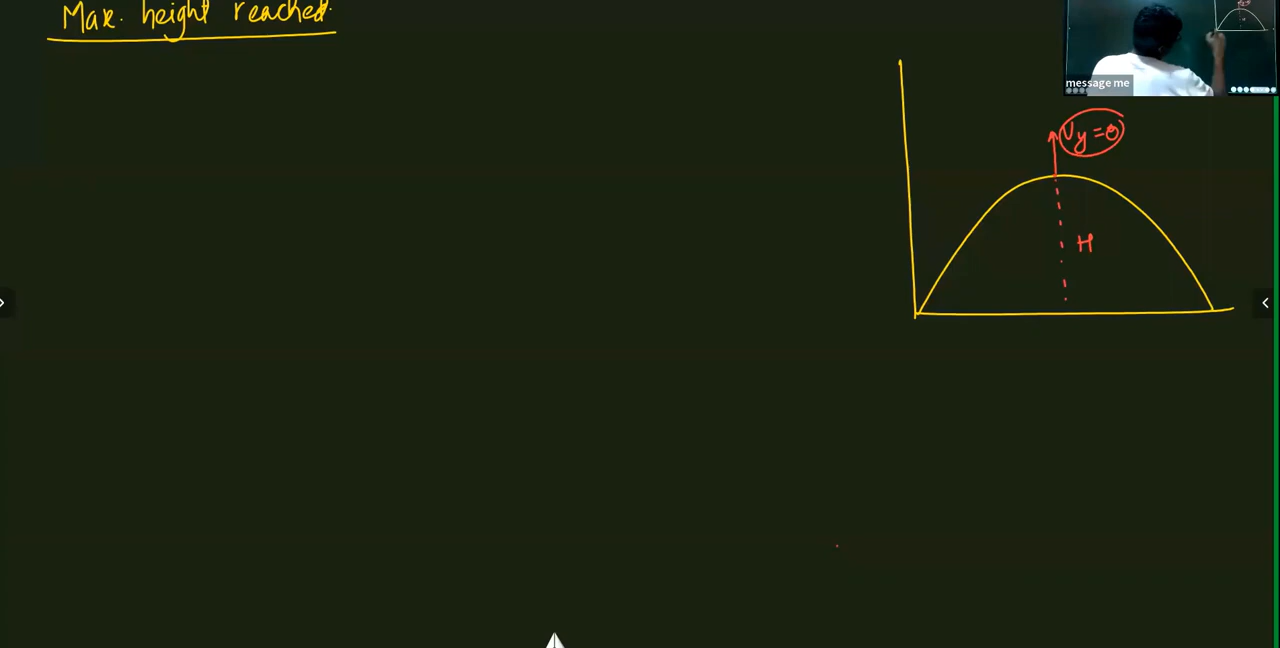 Max. height reached.
message me
Vy = 0
H